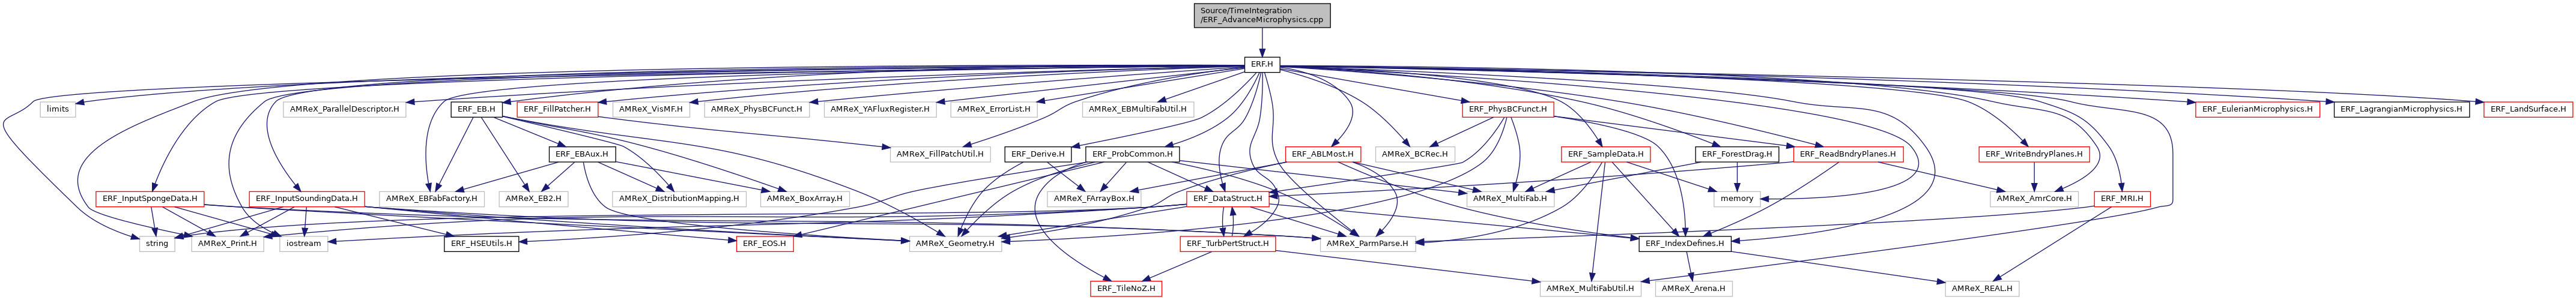 Source/TimeIntegration
/ERF_AdvanceMicrophysics.cpp
ERF.H
limits
AMReX_ParallelDescriptor.H
ERF_EB.H
ERF_FillPatcher.H
AMReX_VisMF.H
AMReX_PhysBCFunct.H
AMReX_YAFluxRegister.H
AMReX_ErrorList.H
AMReX_EBMultiFabUtil.H
ERF_PhysBCFunct.H
ERF_EulerianMicrophysics.H
ERF_LagrangianMicrophysics.H
ERF_LandSurface.H
ERF_EBAux.H
AMReX_FillPatchUtil.H
ERF_Derive.H
ERF_ProbCommon.H
ERF_ABLMost.H
AMReX_BCRec.H
ERF_SampleData.H
ERF_ForestDrag.H
ERF_ReadBndryPlanes.H
ERF_WriteBndryPlanes.H
ERF_InputSpongeData.H
ERF_InputSoundingData.H
AMReX_EBFabFactory.H
AMReX_EB2.H
AMReX_DistributionMapping.H
AMReX_BoxArray.H
AMReX_FArrayBox.H
ERF_DataStruct.H
AMReX_MultiFab.H
memory
AMReX_AmrCore.H
ERF_MRI.H
string
AMReX_Print.H
iostream
ERF_HSEUtils.H
ERF_EOS.H
AMReX_Geometry.H
ERF_TurbPertStruct.H
AMReX_ParmParse.H
ERF_IndexDefines.H
ERF_TileNoZ.H
AMReX_MultiFabUtil.H
AMReX_Arena.H
AMReX_REAL.H